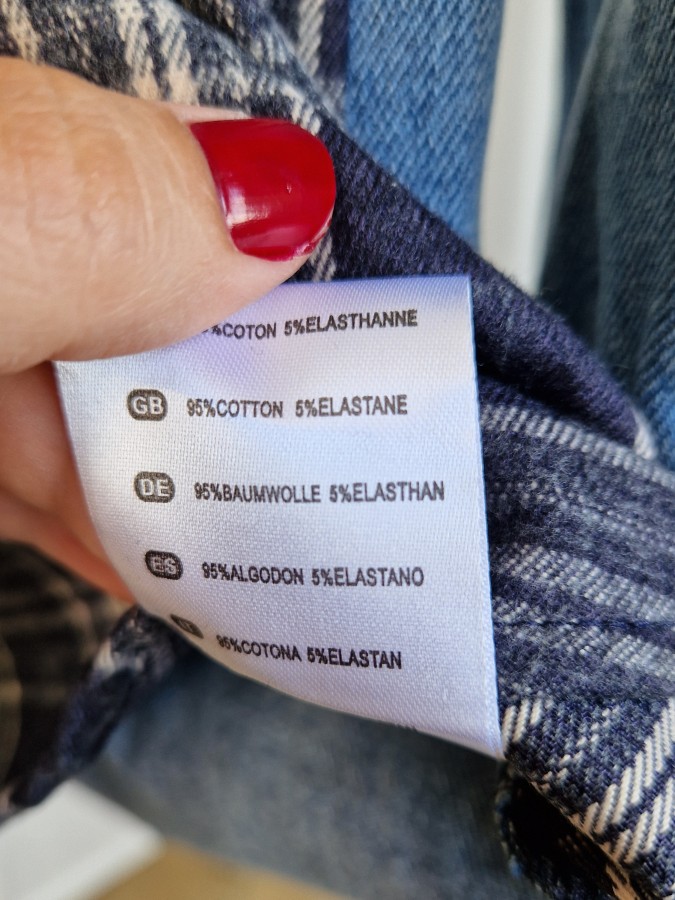 %COTON 5%ELASTHANNE
GB 95%COTTON 5%ELASTANE
DE 95%BAUMWOLLE 5%ELASTHAN
ES 95%ALGODON 5%ELASTANO
95%COTONA 5%ELASTAN